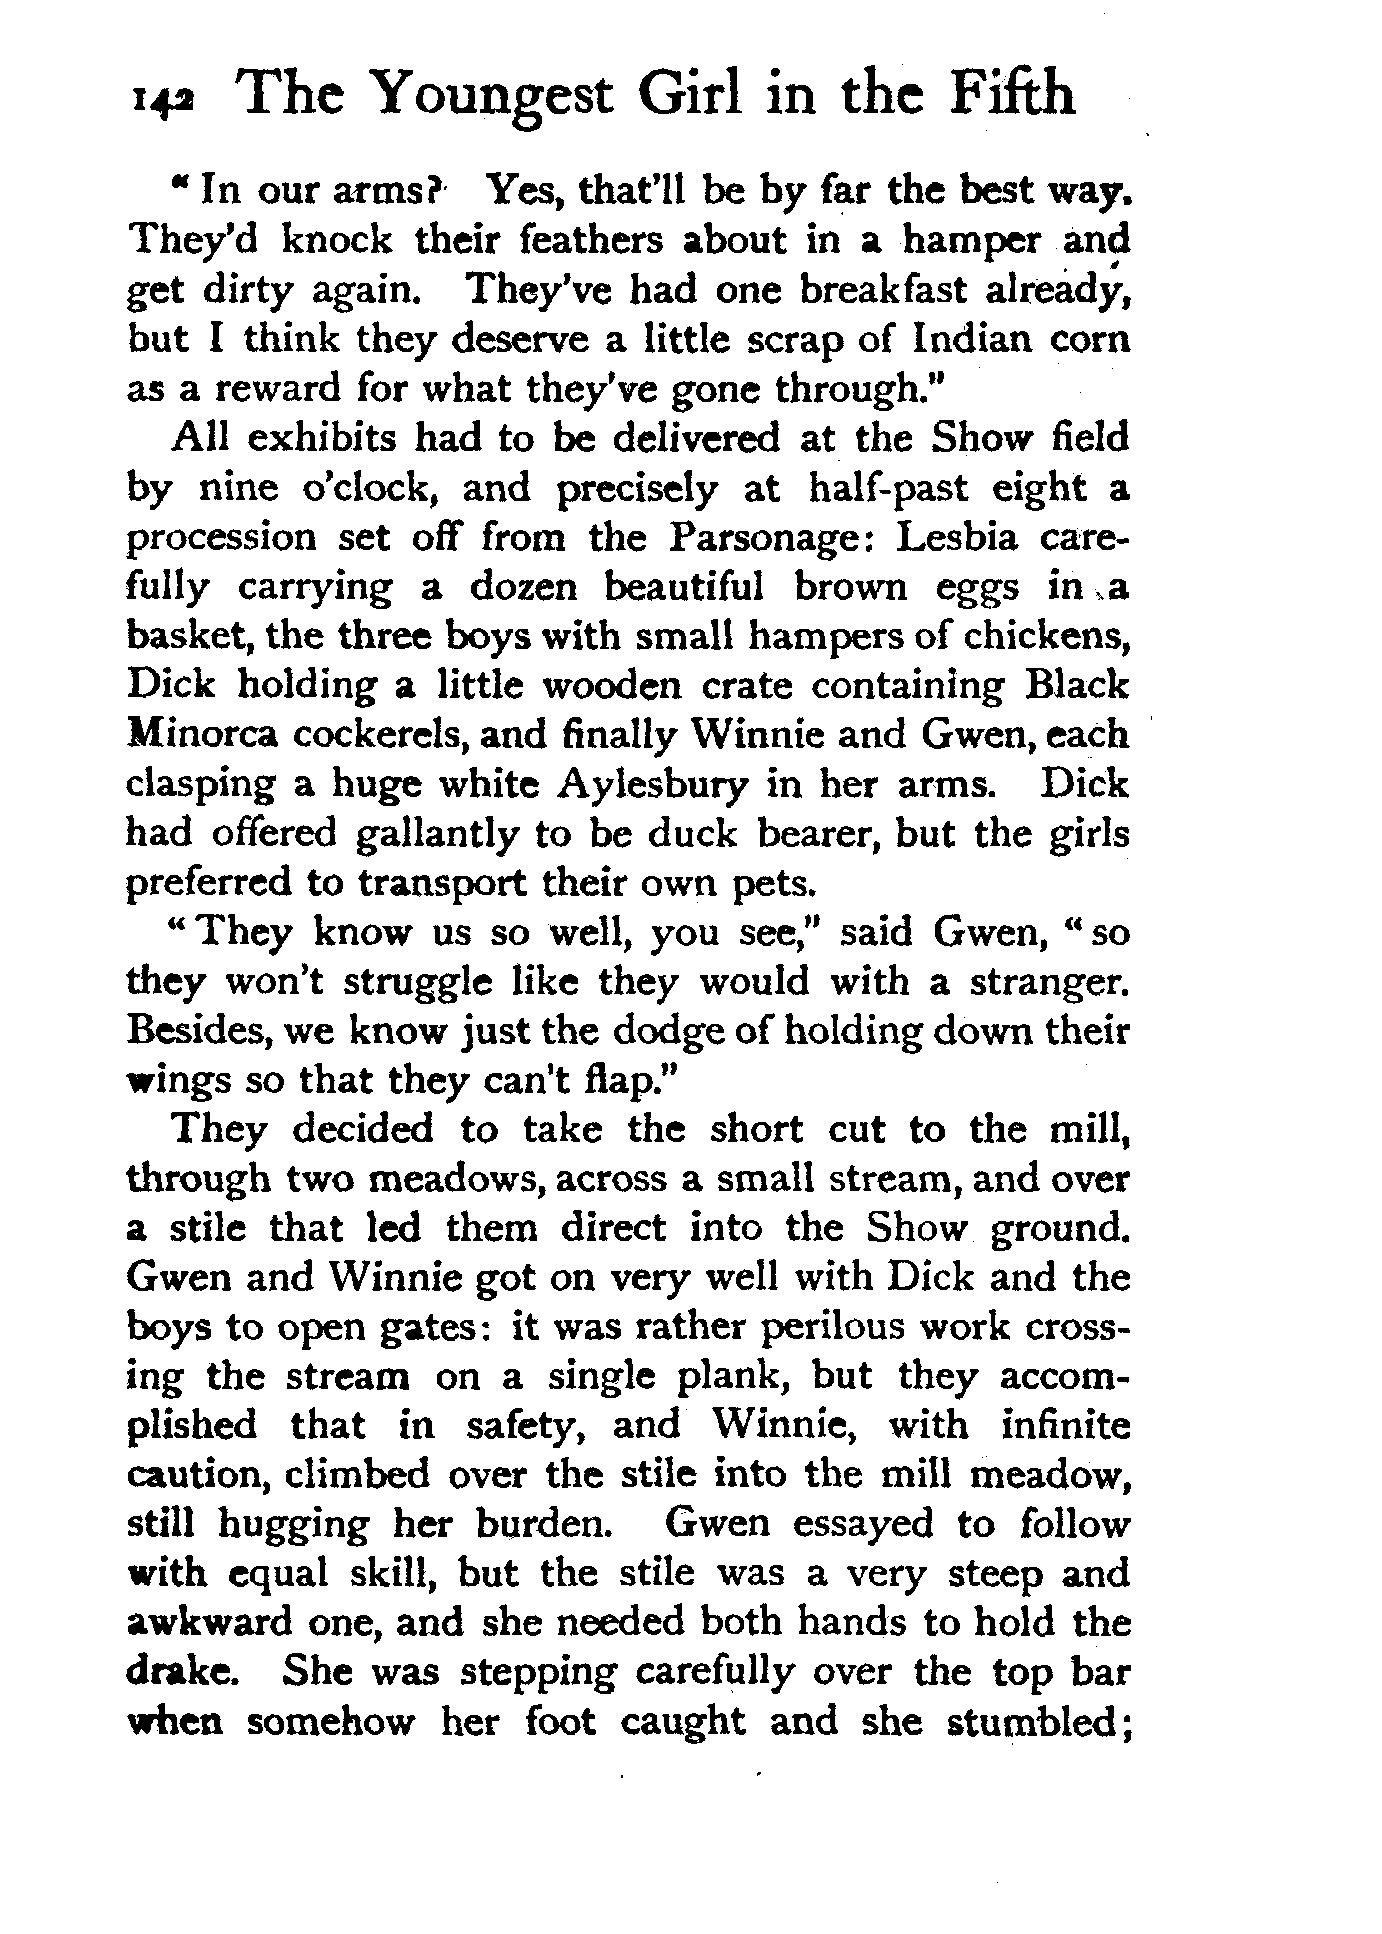 142 The Youngest Girl in the Fifth
“ In our arms? Yes, that'll be by far the best way.
They'd knock their feathers about in a hamper and
get dirty again. They've had one breakfast already,
but I think they deserve a little scrap of Indian corn
as a reward for what they've gone through."
All exhibits had to be delivered at the Show field
by nine o'clock, and precisely at half-past eight a
procession set off from the Parsonage: Lesbia care-
fully carrying a dozen beautiful brown eggs in a
basket, the three boys with small hampers of chickens,
Dick holding a little wooden crate containing Black
Minorca cockerels, and finally Winnie and Gwen, each
clasping a huge white Aylesbury in her arms. Dick
had offered gallantly to be duck bearer, but the girls
preferred to transport their own pets.
“ They know us so well, you see," said Gwen, “ so
they won't struggle like they would with a stranger.
Besides, we know just the dodge of holding down their
wings so that they can't flap."
They decided to take the short cut to the mill,
through two meadows, across a small stream, and over
a stile that led them direct into the Show ground.
Gwen and Winnie got on very well with Dick and the
boys to open gates: it was rather perilous work cross-
ing the stream on a single plank, but they accom-
plished that in safety, and Winnie, with infinite
caution, climbed over the stile into the mill meadow,
still hugging her burden. Gwen essayed to follow
with equal skill, but the stile was a very steep and
awkward one, and she needed both hands to hold the
drake. She was stepping carefully over the top bar
when somehow her foot caught and she stumbled;